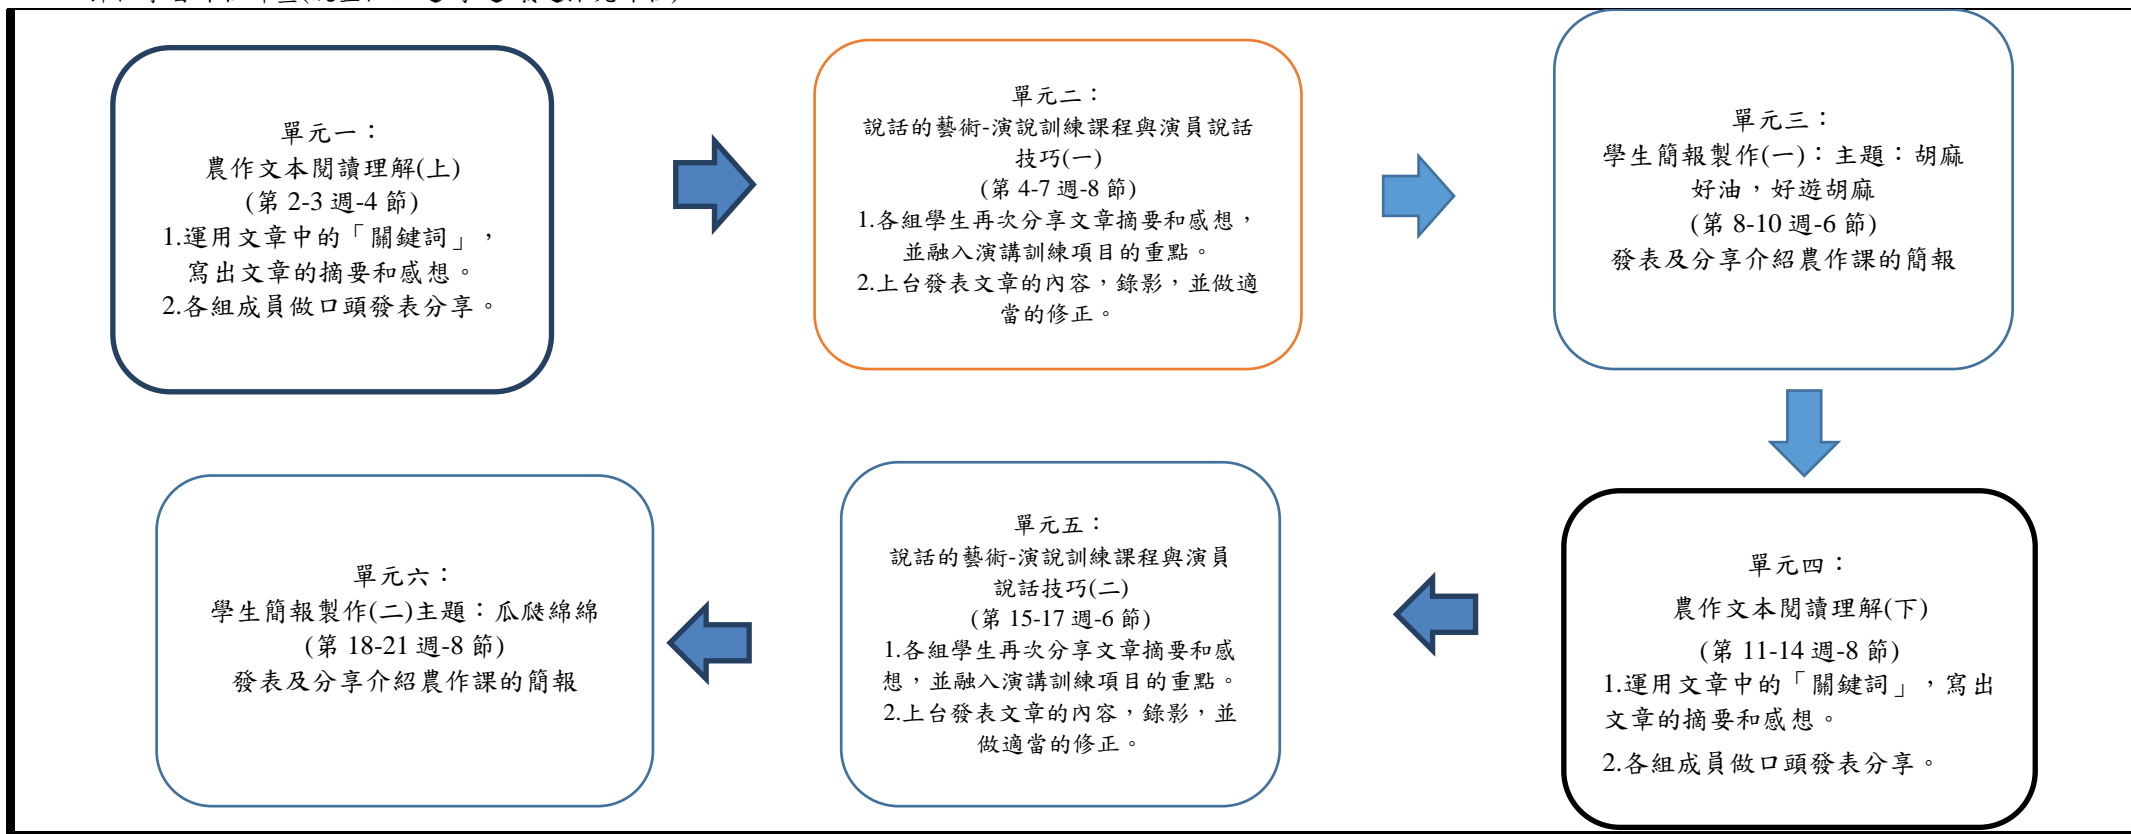 單元一：
農作文本閱讀理解(上)
(第 2-3 週-4 節)
1.運用文章中的「關鍵詞」，
寫出文章的摘要和感想。
2.各組成員做口頭發表分享。
單元二：
說話的藝術-演說訓練課程與演員說話
技巧(一)
(第 4-7 週-8 節)
1.各組學生再次分享文章摘要和感想，
並融入演講訓練項目的重點。
2.上台發表文章的內容，錄影，並做適
當的修正。
單元三：
學生簡報製作(一)：主題：胡麻
好油，好遊胡麻
(第 8-10 週-6 節)
發表及分享介紹農作課的簡報
單元四：
農作文本閱讀理解(下)
(第 11-14 週-8 節)
1.運用文章中的「關鍵詞」，寫出
文章的摘要和感想。
2.各組成員做口頭發表分享。
單元五：
說話的藝術-演說訓練課程與演員
說話技巧(二)
(第 15-17 週-6 節)
1.各組學生再次分享文章摘要和感
想，並融入演講訓練項目的重點。
2.上台發表文章的內容，錄影，並
做適當的修正。
單元六：
學生簡報製作(二)主題：瓜瓞綿綿
(第 18-21 週-8 節)
發表及分享介紹農作課的簡報